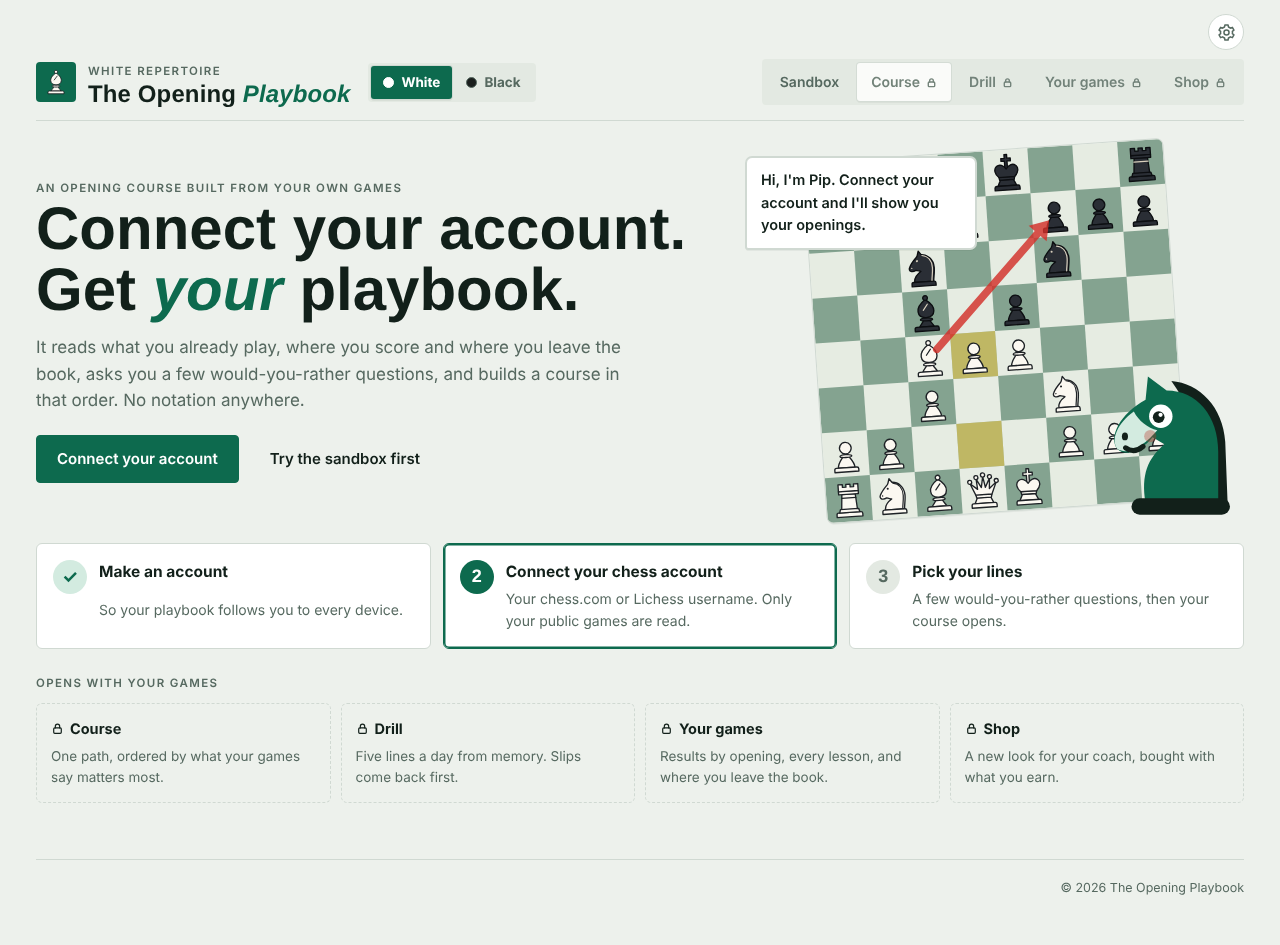 WHITE REPERTOIRE
The Opening Playbook
White
Black
Sandbox
Course
Drill
Your games
Shop
AN OPENING COURSE BUILT FROM YOUR OWN GAMES
Connect your account.
Get your playbook.
It reads what you already play, where you score and where you leave the
book, asks you a few would-you-rather questions, and builds a course in
that order. No notation anywhere.
Connect your account
Try the sandbox first
Hi, I'm Pip. Connect your
account and I'll show you
your openings.
Make an account
So your playbook follows you to every device.
2
Connect your chess account
Your chess.com or Lichess username. Only
your public games are read.
3
Pick your lines
A few would-you-rather questions, then your
course opens.
OPENS WITH YOUR GAMES
Course
One path, ordered by what your games
say matters most.
Drill
Five lines a day from memory. Slips
come back first.
Your games
Results by opening, every lesson, and
where you leave the book.
Shop
A new look for your coach, bought with
what you earn.
© 2026 The Opening Playbook